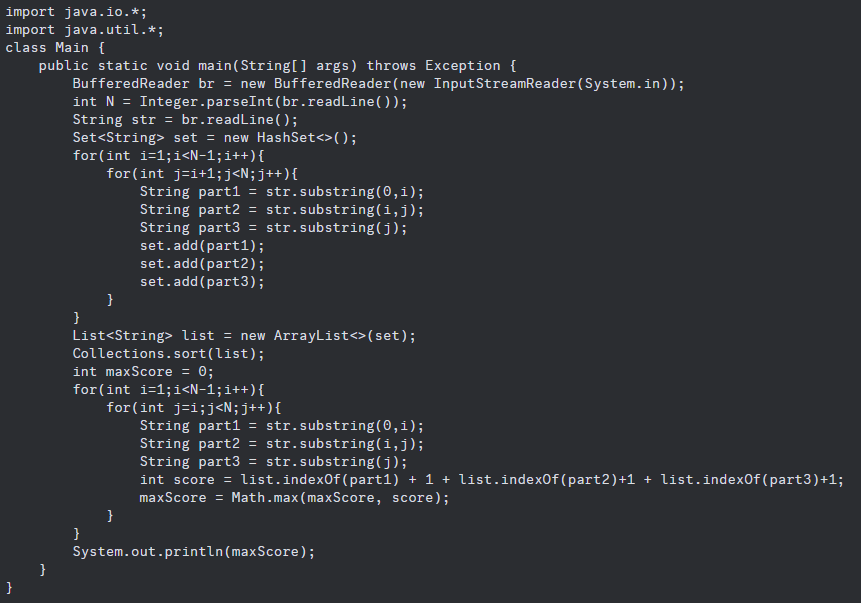 import java.io.*;
import java.util.*;
class Main {
    public static void main(String[] args) throws Exception {
        BufferedReader br = new BufferedReader(new InputStreamReader(System.in));
        int N = Integer.parseInt(br.readLine());
        String str = br.readLine();
        Set<String> set = new HashSet<>();
        for(int i=1;i<N-1;i++){
            for(int j=i+1;j<N;j++){
                String part1 = str.substring(0,i);
                String part2 = str.substring(i,j);
                String part3 = str.substring(j);
                set.add(part1);
                set.add(part2);
                set.add(part3);
            }
        }
        List<String> list = new ArrayList<>(set);
        Collections.sort(list);
        int maxScore = 0;
        for(int i=1;i<N-1;i++){
            for(int j=i;j<N;j++){
                String part1 = str.substring(0,i);
                String part2 = str.substring(i,j);
                String part3 = str.substring(j);
                int score = list.indexOf(part1) + 1 + list.indexOf(part2)+1 + list.indexOf(part3)+1;
                maxScore = Math.max(maxScore, score);
            }
        }
        System.out.println(maxScore);
    }
}